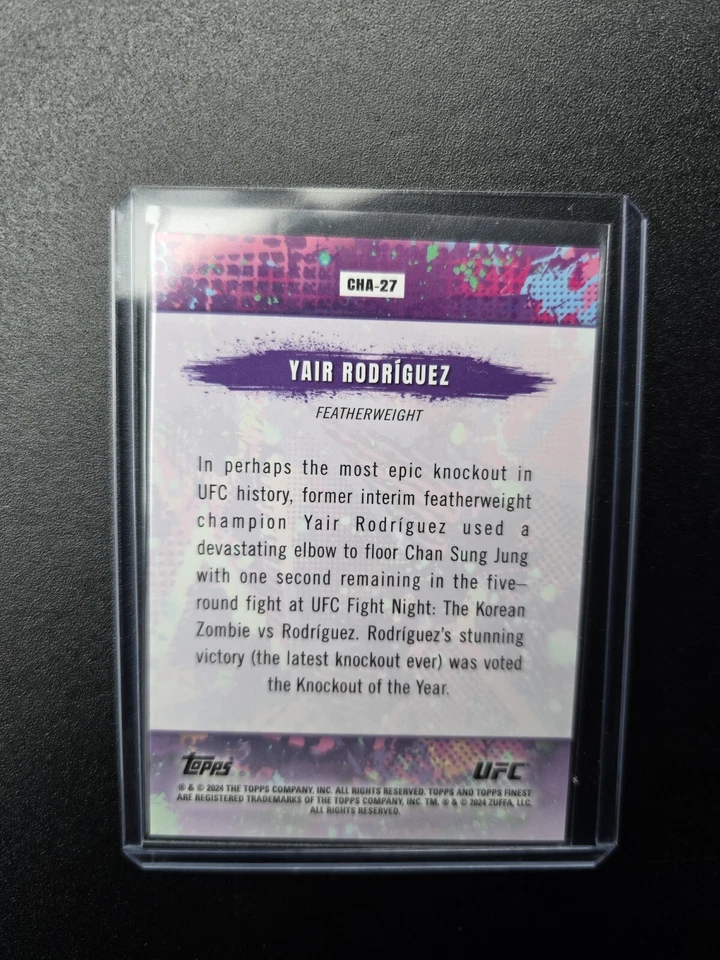 CHA-27
YAIR RODRÍGUEZ
FEATHERWEIGHT
In perhaps the most epic knockout in
UFC history, former interim featherweight
champion Yair Rodríguez used a
devastating elbow to floor Chan Sung Jung
with one second remaining in the five–
round fight at UFC Fight Night: The Korean
Zombie vs Rodríguez. Rodríguez's stunning
victory (the latest knockout ever) was voted
the Knockout of the Year.
Topps UFC
® & © 2024 THE TOPPS COMPANY, INC. ALL RIGHTS RESERVED. TOPPS AND TOPPS FINEST
ARE REGISTERED TRADEMARKS OF THE TOPPS COMPANY, INC. TM, ® & © 2024 ZUFFA, LLC.
ALL RIGHTS RESERVED.